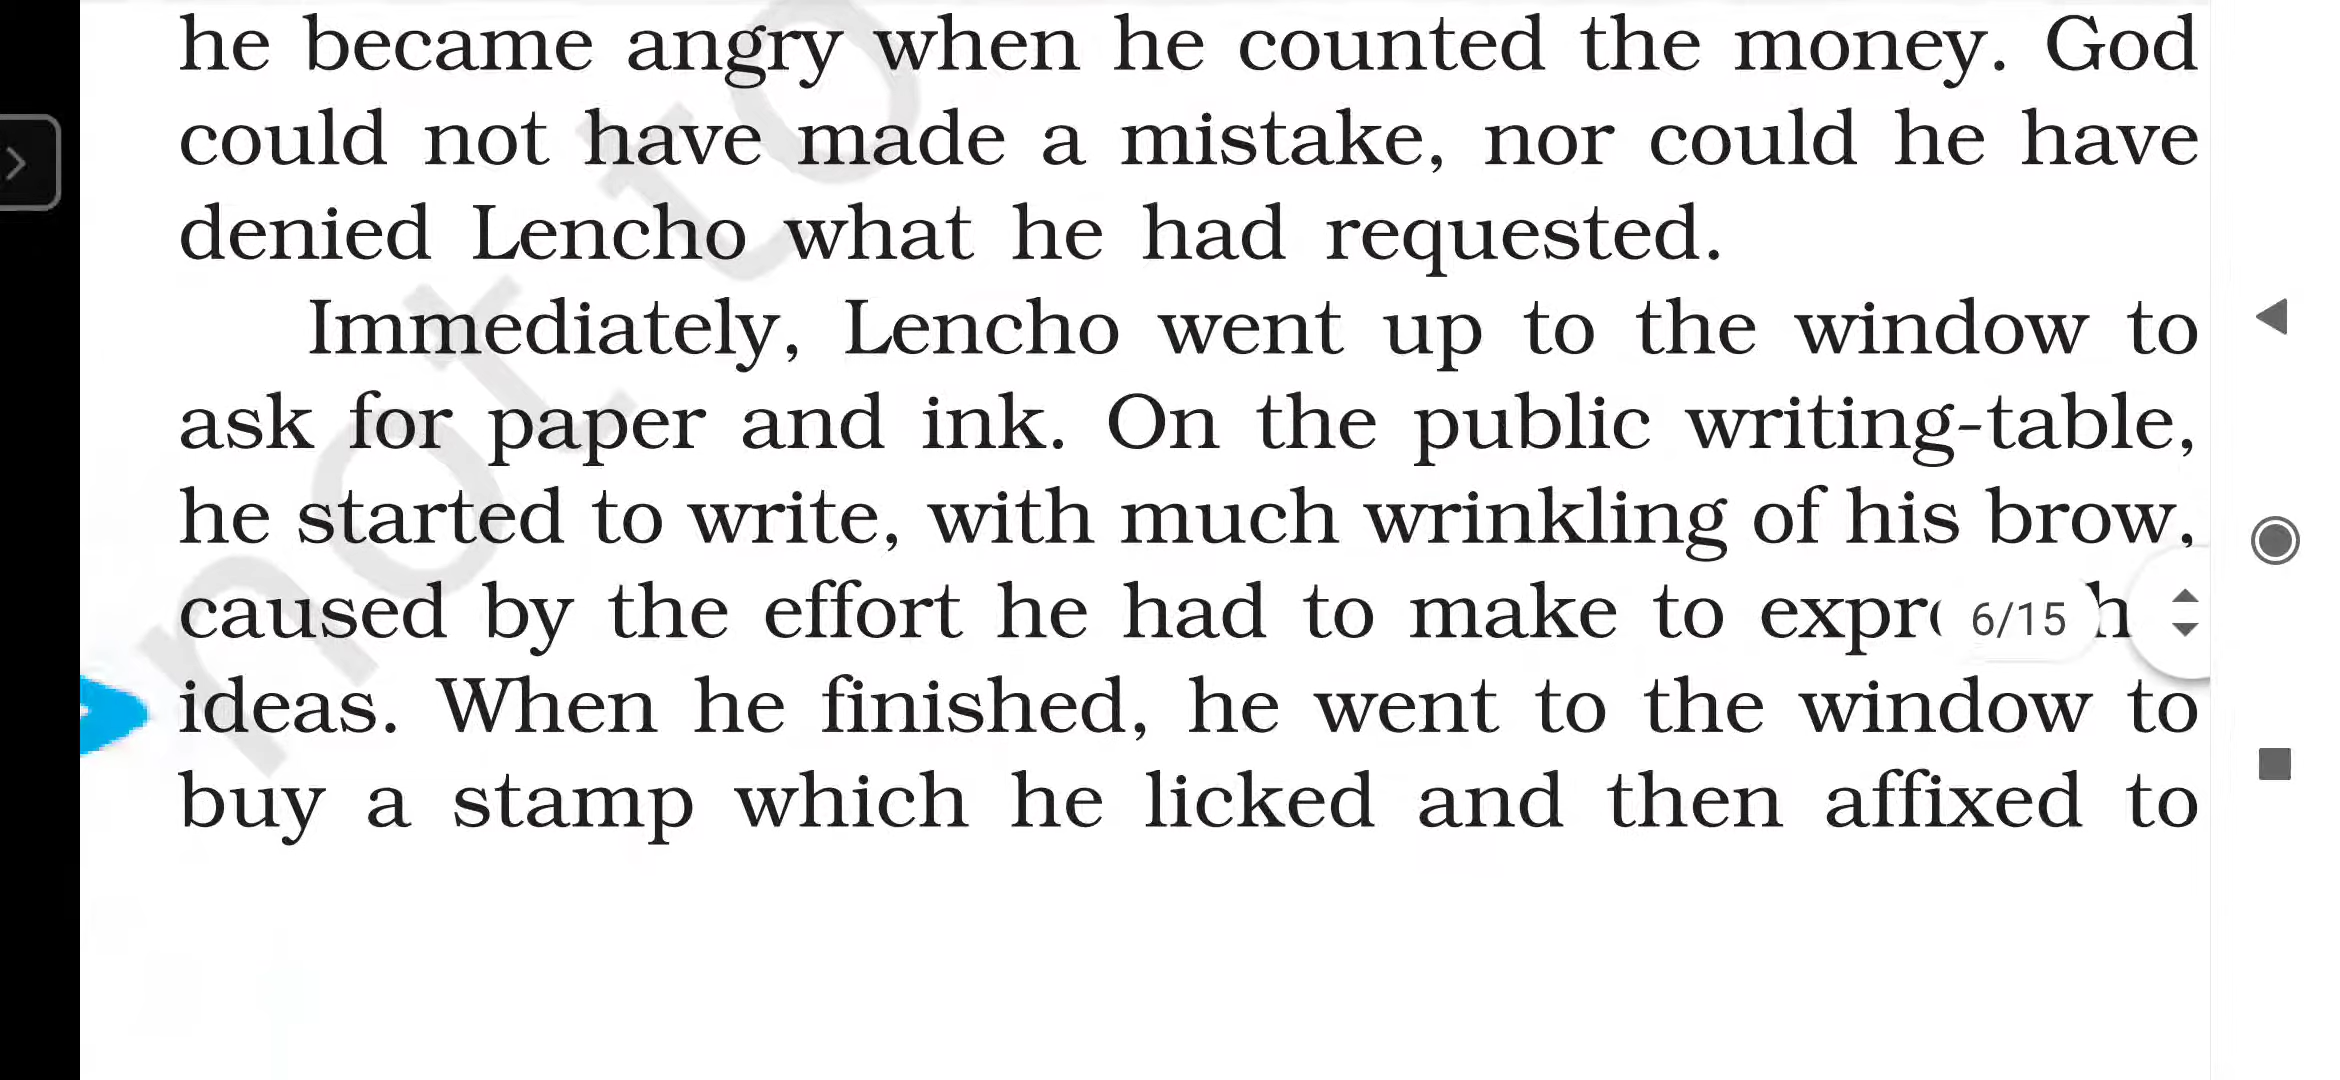 he became angry when he counted the money. God
could not have made a mistake, nor could he have
denied Lencho what he had requested.
Immediately, Lencho went up to the window to
ask for paper and ink. On the public writing-table,
he started to write, with much wrinkling of his brow,
caused by the effort he had to make to
6/15
ideas. When he finished, he went to the window to
buy a stamp which he licked and then affixed to
not to